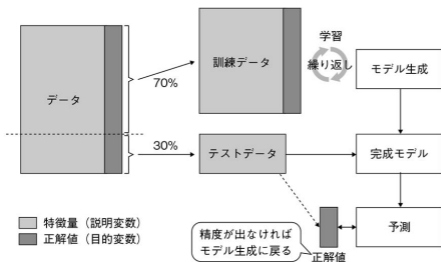 学習
訓練データ
繰り返し
モデル生成
データ
70%
30%
テストデータ
完成モデル
特徴量（説明変数）
正解値（目的変数）
精度が出なければ
モデル生成に戻る
正解値
予測